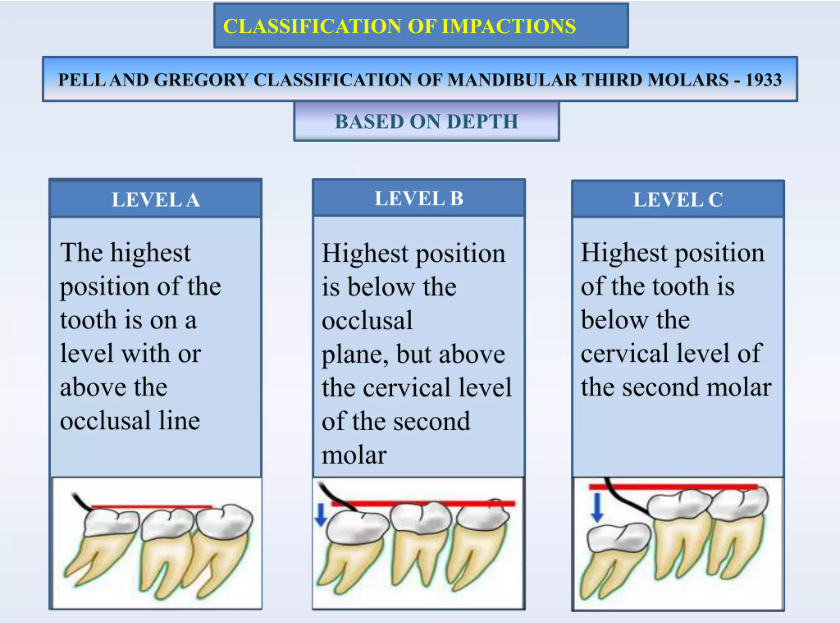 CLASSIFICATION OF IMPACTIONS
PELL AND GREGORY CLASSIFICATION OF MANDIBULAR THIRD MOLARS - 1933
BASED ON DEPTH
LEVEL A
The highest
position of the
tooth is on a
level with or
above the
occlusal line
LEVEL B
Highest position
is below the
occlusal
plane, but above
the cervical level
of the second
molar
LEVEL C
Highest position
of the tooth is
below the
cervical level of
the second molar